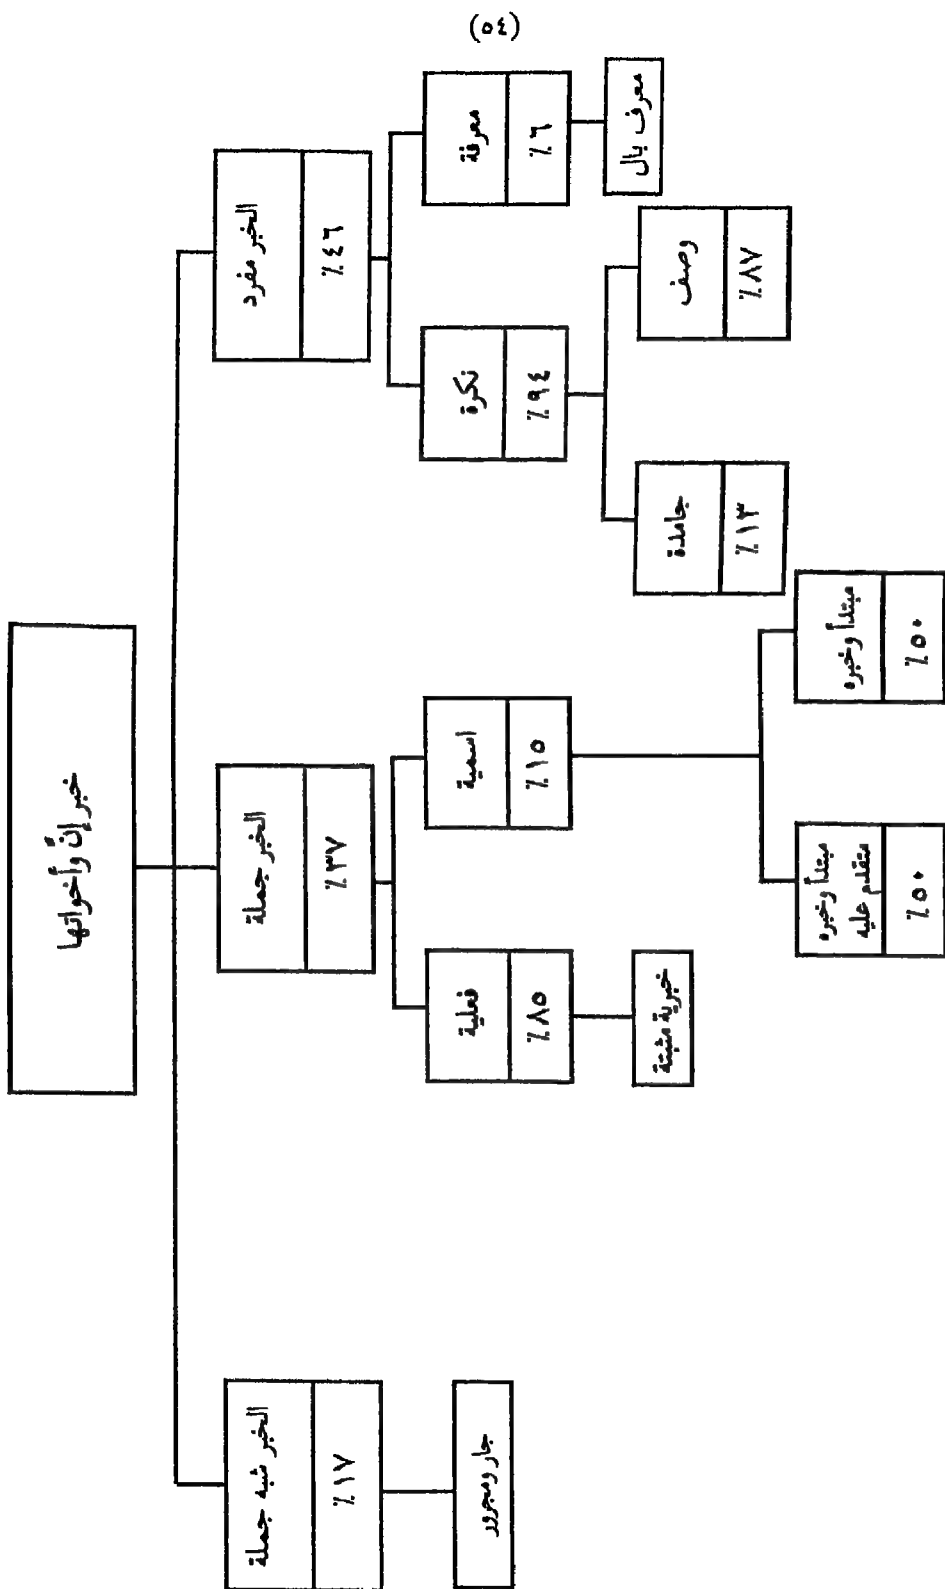 (٥٤)
خبر إنّ وأخواتها
الخبر مفرد
٪٤٦
معرفة
٪٦
معرف بال
نكرة
٪٩٤
وصف
٪٨٧
جامدة
٪١٣
الخبر جملة
٪٣٧
اسمية
٪١٥
مبتدأ وخبره
٪٥٠
مبتدأ وخبره
متقدم عليه
٪٥٠
فعلية
٪٨٥
خبرية مثبتة
الخبر شبه جملة
٪١٧
جار ومجرور